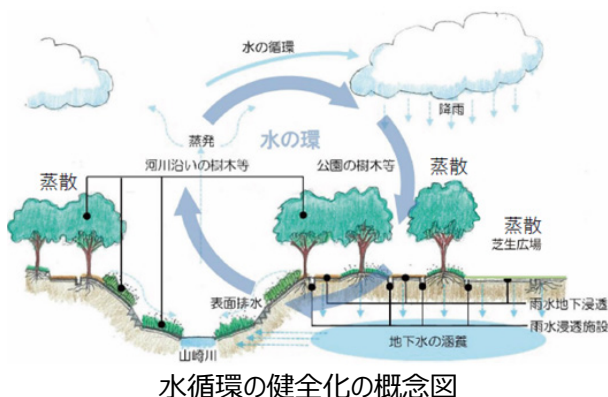 水の循環
降雨
蒸発
水の環
河川沿いの樹木等
公園の樹木等
蒸散
蒸散
蒸散
芝生広場
表面排水
雨水地下浸透
雨水浸透施設
地下水の涵養
山崎川
水循環の健全化の概念図